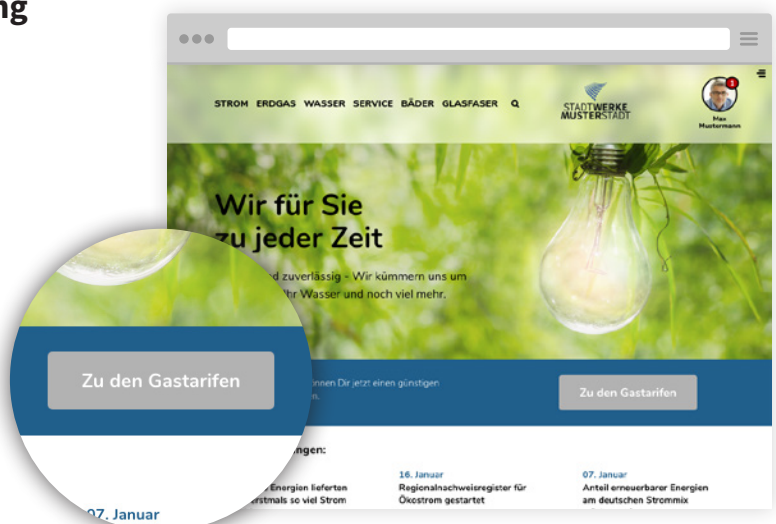 ng
STROM ERDGAS WASSER SERVICE BÄDER GLASFASER
STADTWERKE
MUSTERSTADT
1
Max
Mustermann
Wir für Sie
zu jeder Zeit
d zuverlässig - Wir kümmern uns um
hr Wasser und noch viel mehr.
önnen Dir jetzt einen günstigen
n.
Zu den Gastarifen
Zu den Gastarifen
ngen:
Energien lieferten
erstmals so viel Strom
16. Januar
Regionalnachweisregister für
Ökostrom gestartet
07. Januar
Anteil erneuerbarer Energien
am deutschen Strommix
07. Januar